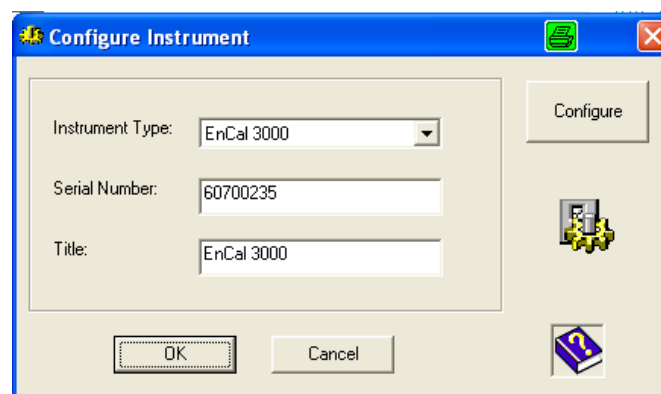 Configure Instrument
Instrument Type:
EnCal 3000
Configure
Serial Number:
60700235
Title:
EnCal 3000
OK
Cancel